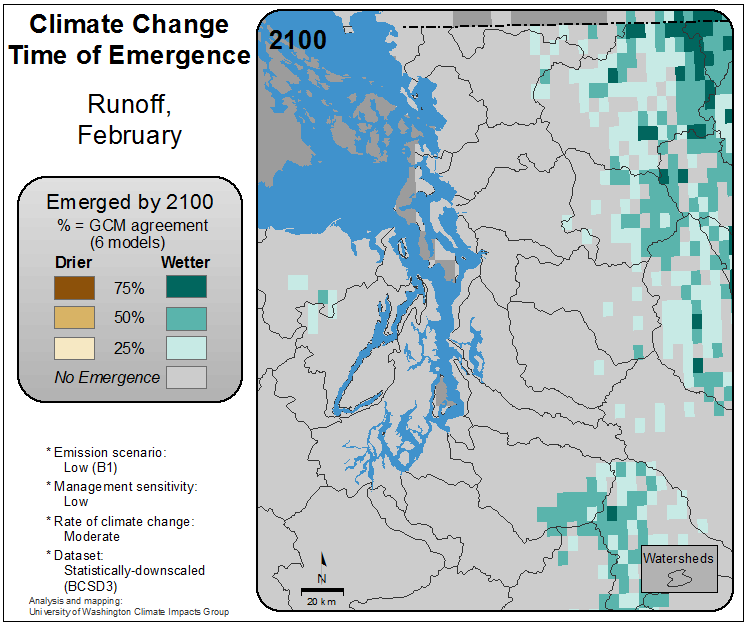 Climate Change
Time of Emergence
Runoff,
February
Emerged by 2100
% = GCM agreement
(6 models)
Drier Wetter
75%
50%
25%
No Emergence
* Emission scenario:
Low (B1)
* Management sensitivity:
Low
* Rate of climate change:
Moderate
* Dataset:
Statistically-downscaled
(BCSD3)
Analysis and mapping:
University of Washington Climate Impacts Group
2100
N
20 km
Watersheds